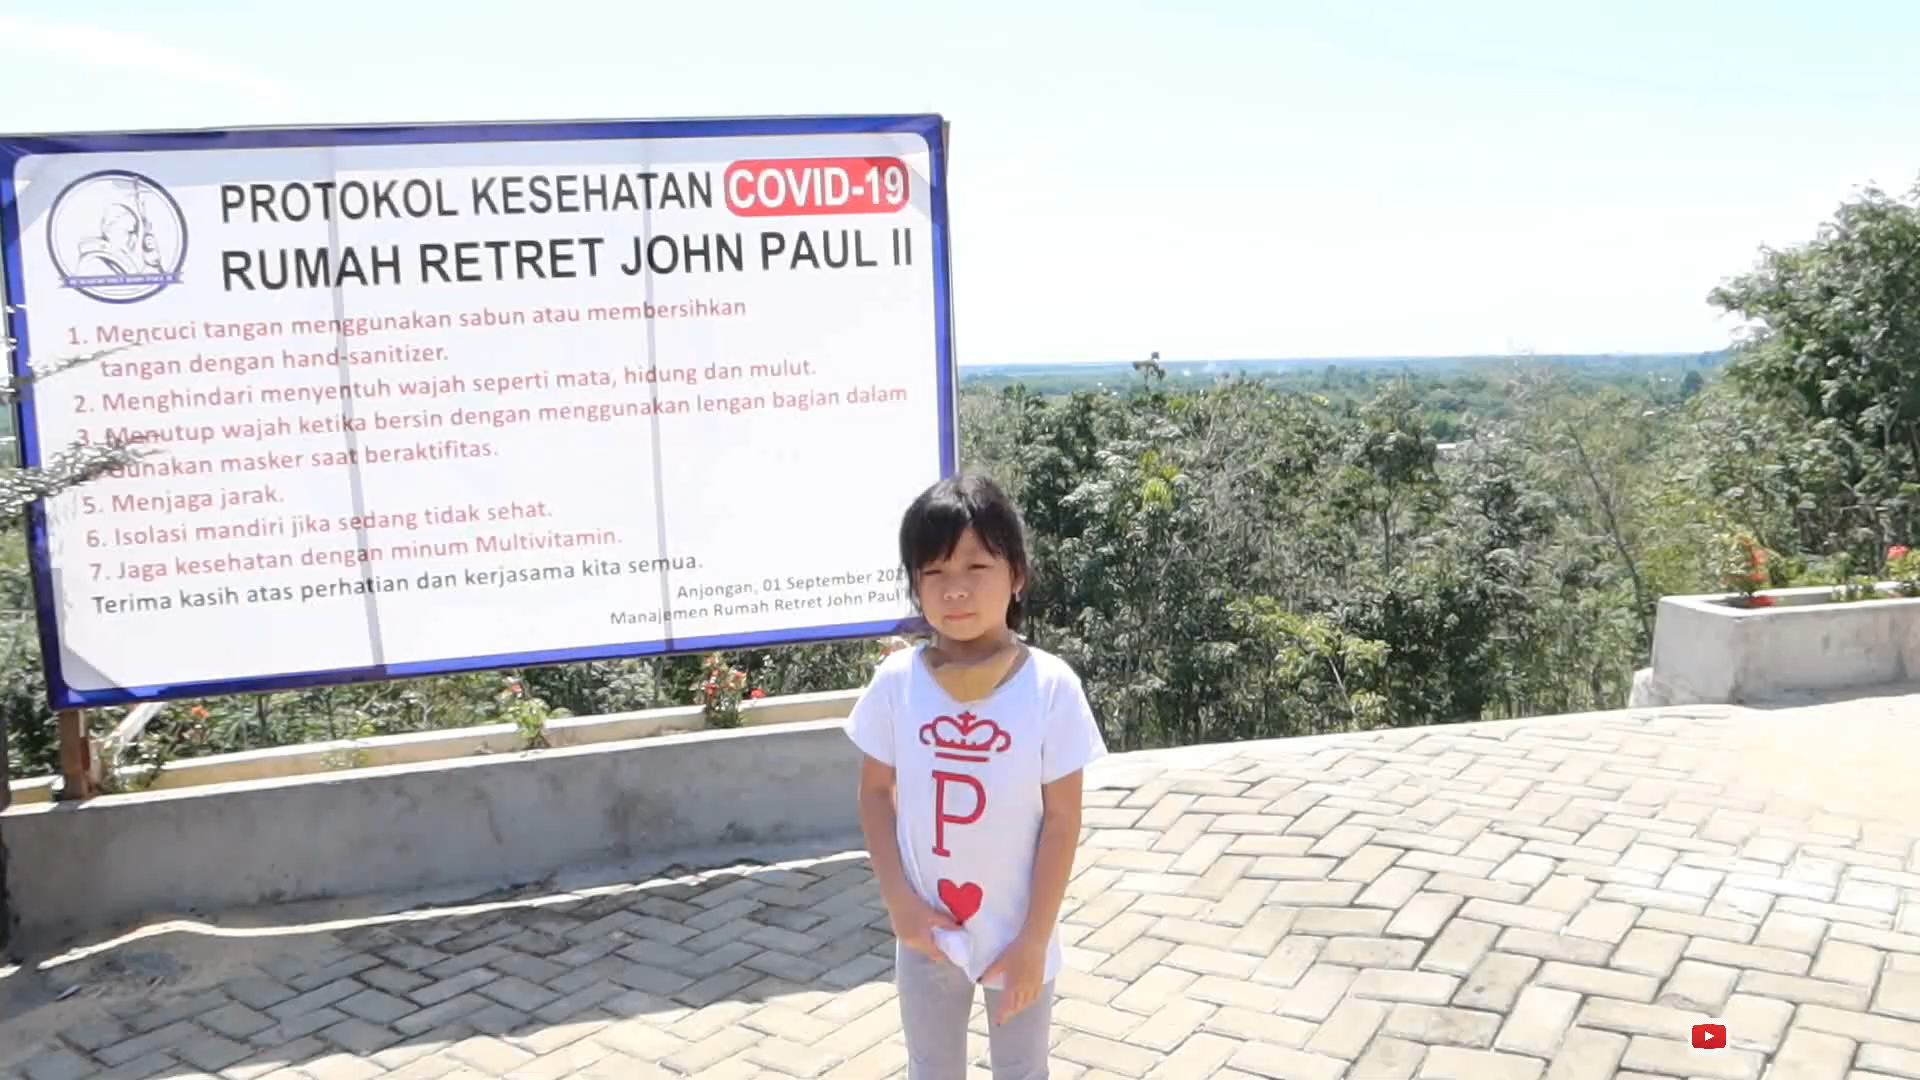 PROTOKOL KESEHATAN COVID-19
RUMAH RETRET JOHN PAUL II
1. Mencuci tangan menggunakan sabun atau membersihkan
tangan dengan hand-sanitizer.
2. Menghindari menyentuh wajah seperti mata, hidung dan mulut.
3. Menutup wajah ketika bersin dengan menggunakan lengan bagian dalam
Gunakan masker saat beraktifitas.
5. Menjaga jarak.
6. Isolasi mandiri jika sedang tidak sehat.
7. Jaga kesehatan dengan minum Multivitamin.
Terima kasih atas perhatian dan kerjasama kita semua.
Anjongan, 01 September
Manajemen Rumah Retret John Paul
P